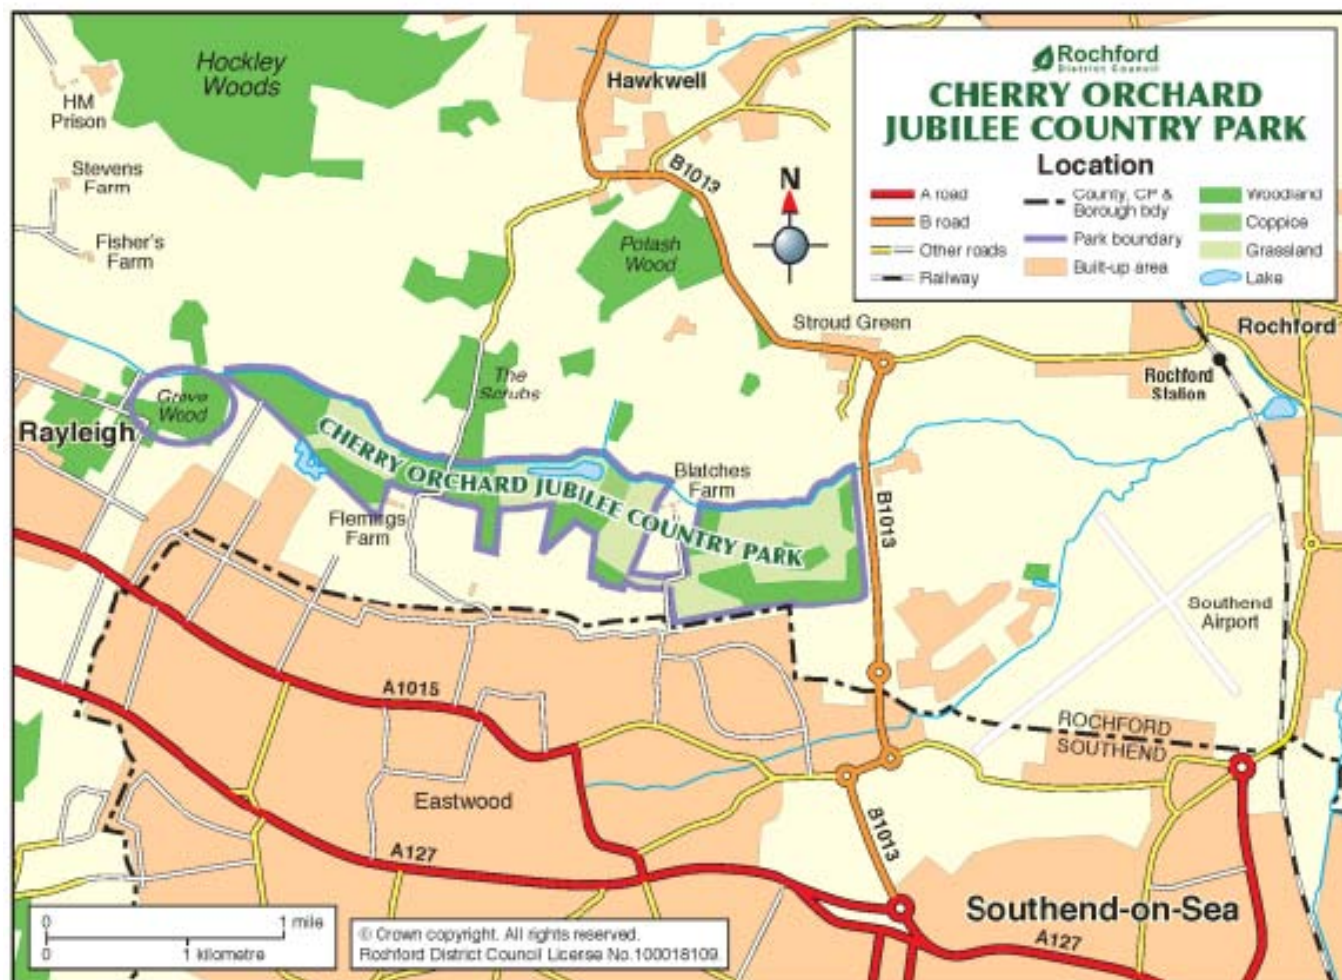 Hockley
Woods
HM
Prison
Stevens
Farm
Fisher's
Farm
Hawkwell
B1013
Potash
Wood
N
Rochford
District Council
CHERRY ORCHARD
JUBILEE COUNTRY PARK
Location
A road
B road
Other roads
Railway
County, CP &
Borough bdy
Park boundary
Built-up area
Woodland
Coppice
Grassland
Lake
Stroud Green
Rochford
Rochford
Station
The
Scrubs
Grove
Wood
Rayleigh
CHERRY ORCHARD JUBILEE COUNTRY PARK
Blatches
Farm
Flemings
Farm
B1013
Southend
Airport
A1015
ROCHFORD
SOUTHEND
Eastwood
A127
B1013
Southend-on-Sea
A127
0 1 mile
0 1 kilometre
© Crown copyright. All rights reserved.
Rochford District Council License No.100018109.